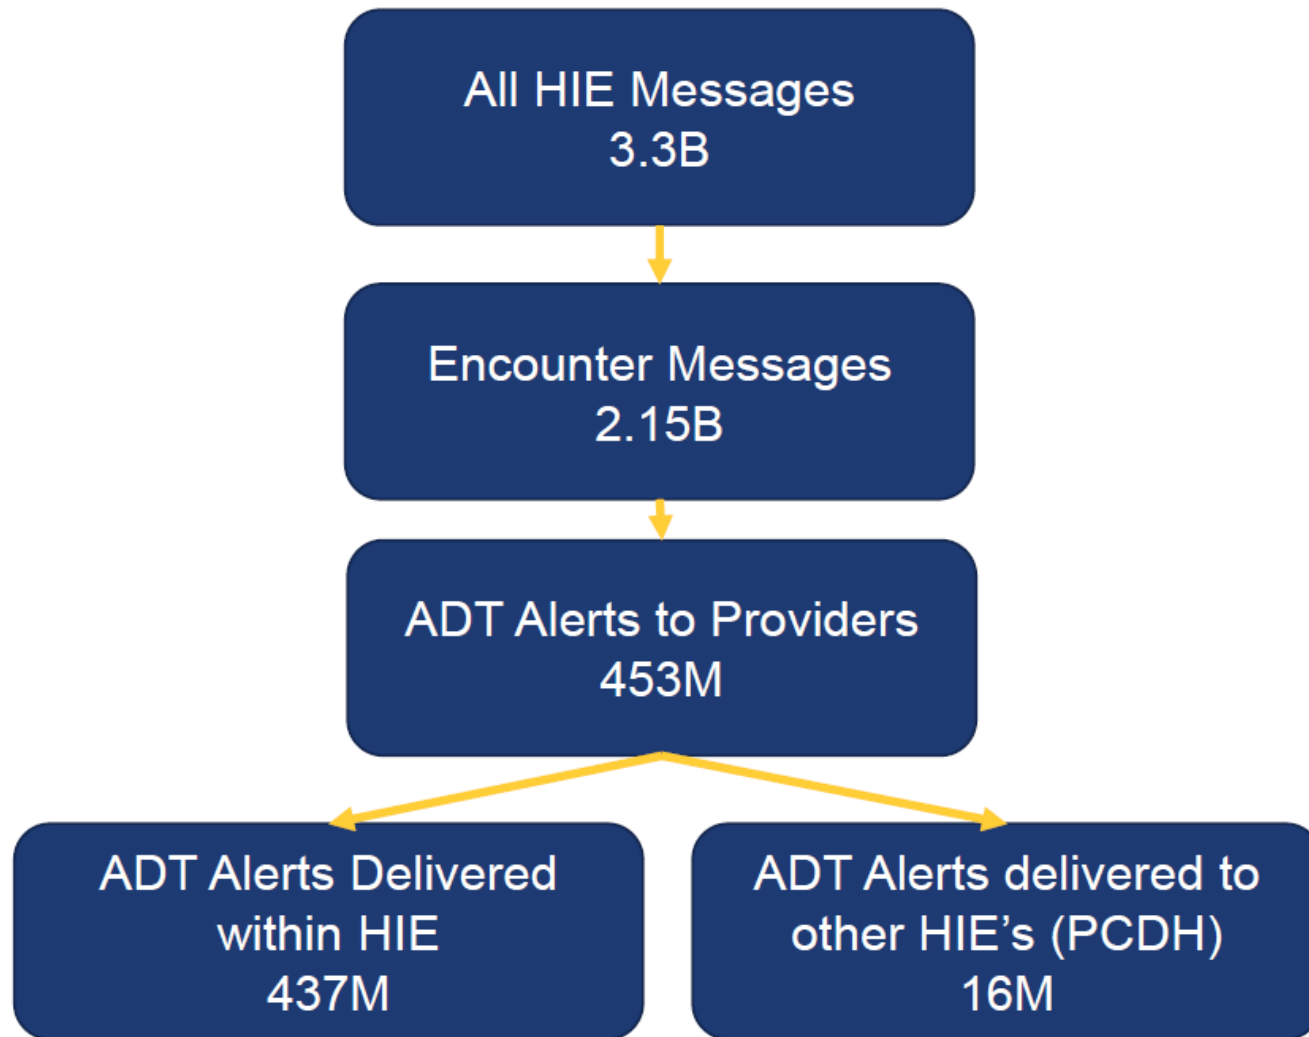 All HIE Messages
3.3B
Encounter Messages
2.15B
ADT Alerts to Providers
453M
ADT Alerts Delivered
within HIE
437M
ADT Alerts delivered to
other HIE’s (PCDH)
16M